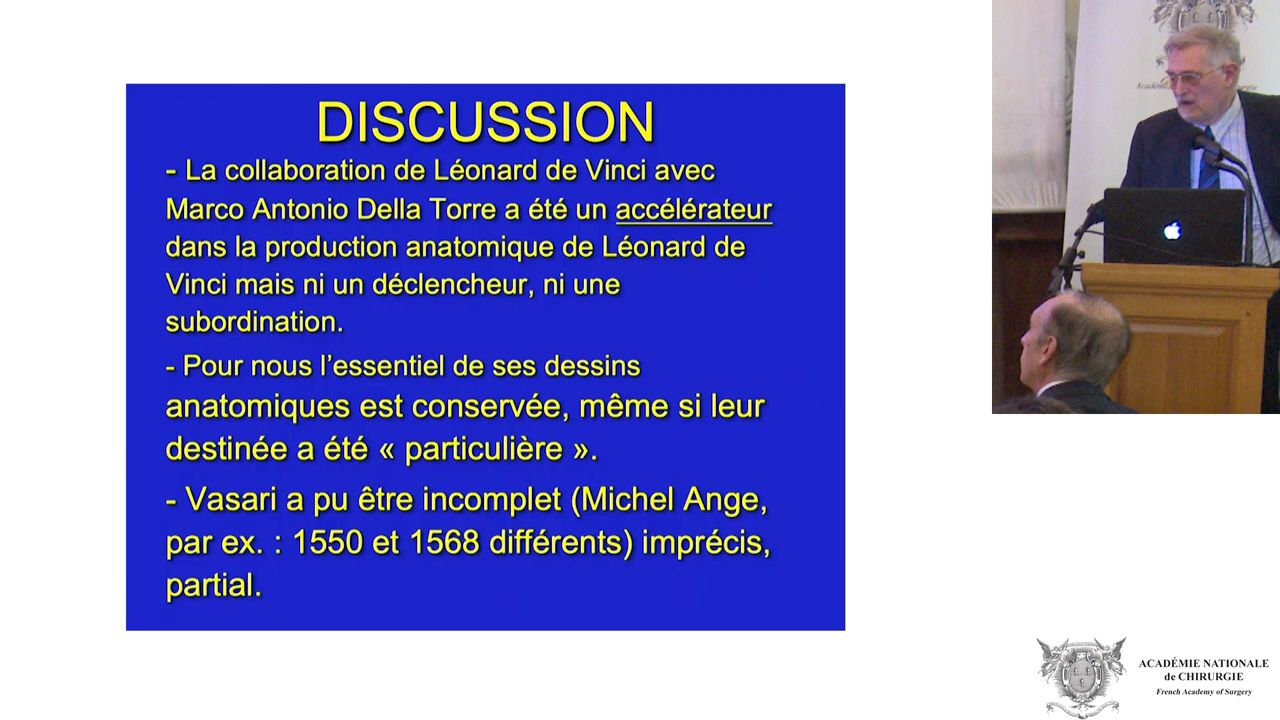 DISCUSSION
- La collaboration de Léonard de Vinci avec
Marco Antonio Della Torre a été un accélérateur
dans la production anatomique de Léonard de
Vinci mais ni un déclencheur, ni une
subordination.
- Pour nous l’essentiel de ses dessins
anatomiques est conservée, même si leur
destinée a été « particulière ».
- Vasari a pu être incomplet (Michel Ange,
par ex. : 1550 et 1568 différents) imprécis,
partial.
ACADÉMIE NATIONALE
de CHIRURGIE
French Academy of Surgery